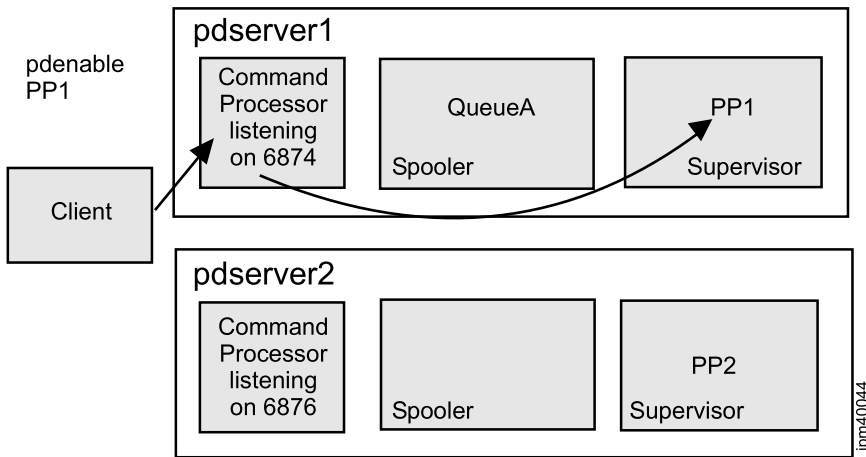 pdenable
PP1
Client
pdserver1
Command
Processor
listening
on 6874
QueueA
Spooler
PP1
Supervisor
pdserver2
Command
Processor
listening
on 6876
Spooler
PP2
Supervisor
ipm40044